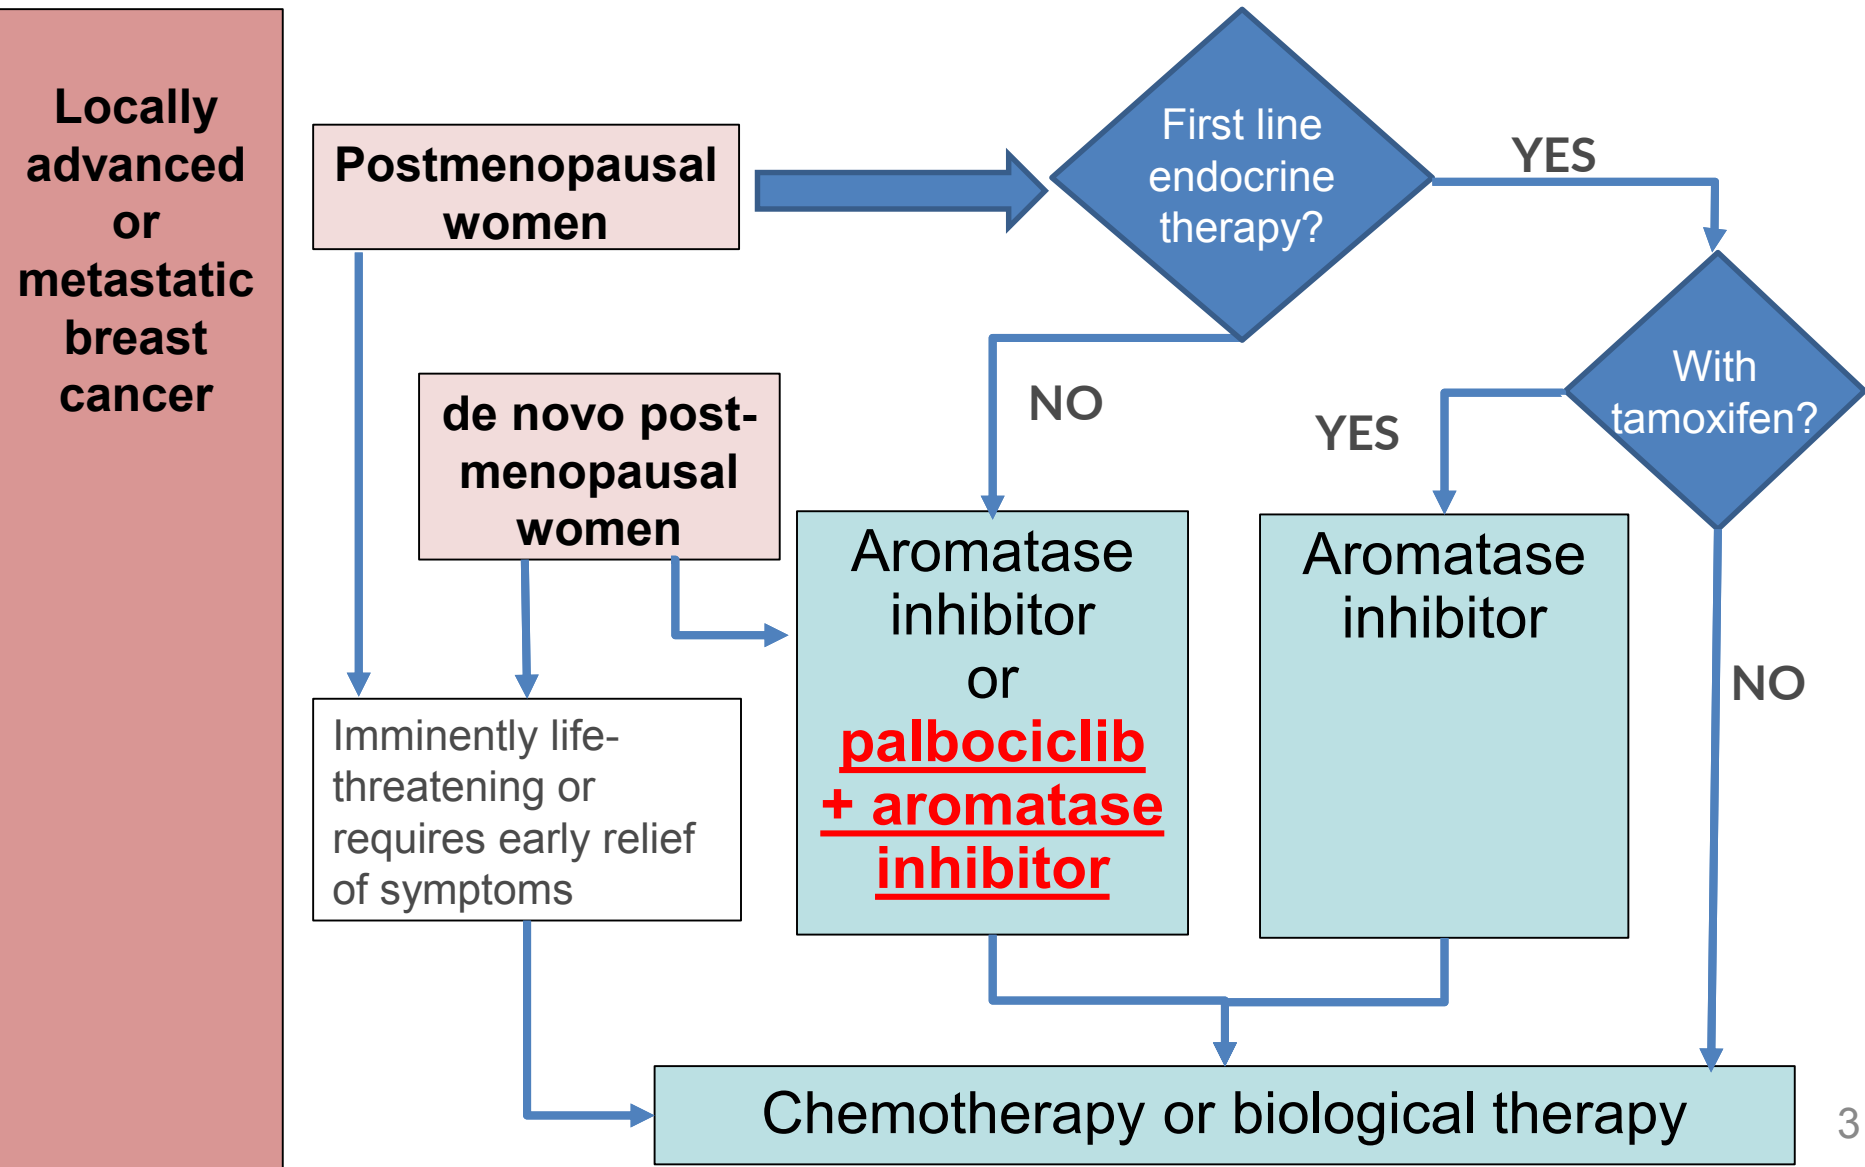 Locally
advanced
or
metastatic
breast
cancer
Postmenopausal
women
First line
endocrine
therapy?
YES
With
tamoxifen?
NO
YES
de novo post-
menopausal
women
Aromatase
inhibitor
or
palbociclib
+ aromatase
inhibitor
Aromatase
inhibitor
NO
Imminently life-
threatening or
requires early relief
of symptoms
Chemotherapy or biological therapy
3